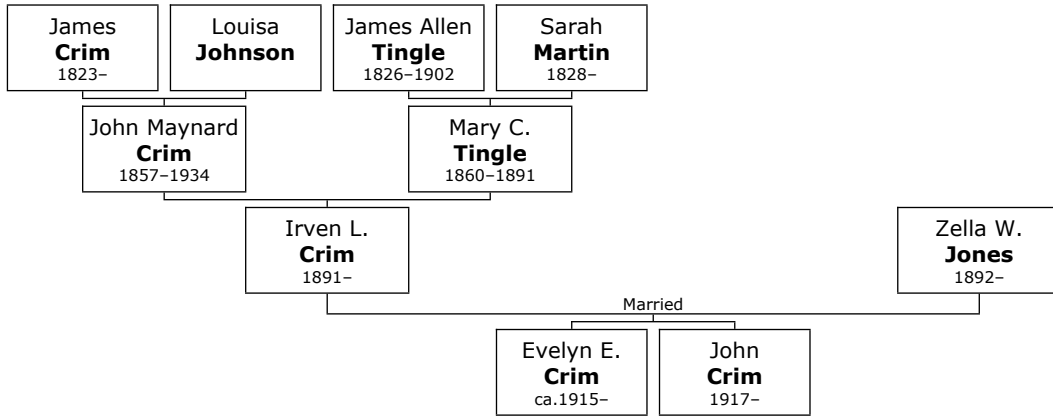 James
Crim
1823–
Louisa
Johnson
James Allen
Tingle
1826–1902
Sarah
Martin
1828–
John Maynard
Crim
1857–1934
Mary C.
Tingle
1860–1891
Irven L.
Crim
1891–
Zella W.
Jones
1892–
Married
Evelyn E.
Crim
ca.1915–
John
Crim
1917–